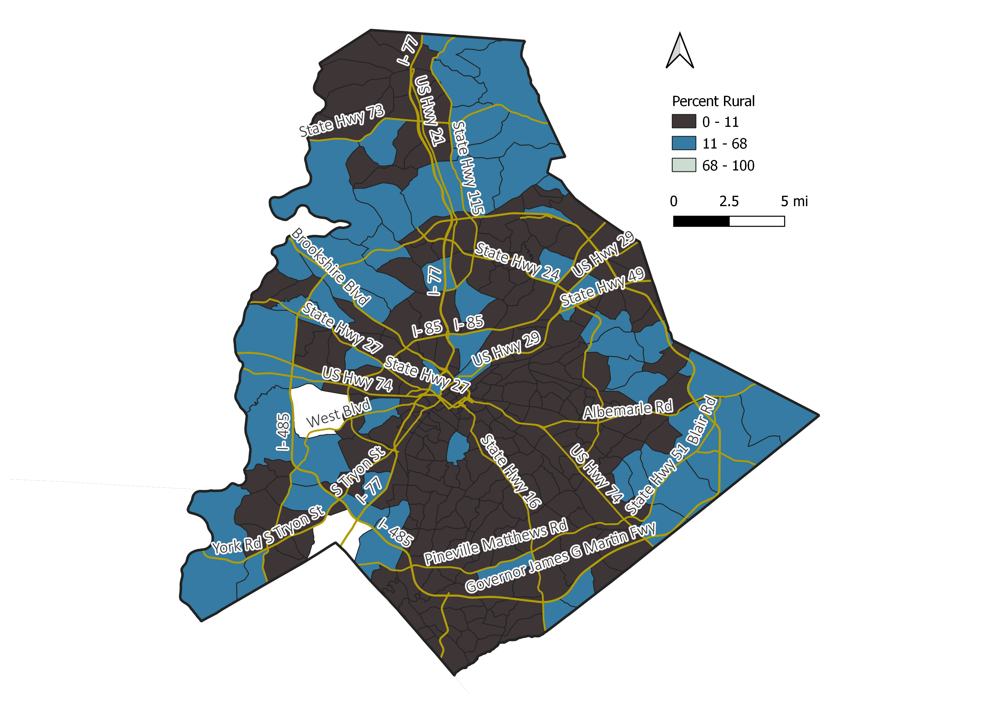 I- 77
US Hwy 21
State Hwy 73
State Hwy 115
Percent Rural
0 - 11
11 - 68
68 - 100
0 2.5 5 mi
Brookshire Blvd
State Hwy 24
US Hwy 29
State Hwy 49
I- 77
State Hwy 27
I- 85
I- 85
US Hwy 29
State Hwy 27
US Hwy 74
West Blvd
I- 485
Albemarle Rd
Blair Rd
State Hwy 51
State Hwy 16
US Hwy 74
S Tryon St
I- 77
S Tryon St
York Rd
I- 485
Pineville Matthews Rd
Governor James G Martin Fwy